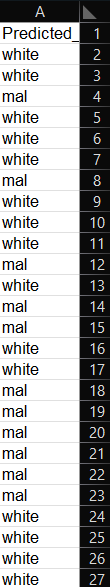 A
Predicted_ 1
white 2
white 3
mal 4
white 5
white 6
white 7
mal 8
white 9
white 10
white 11
mal 12
white 13
mal 14
mal 15
white 16
white 17
mal 18
mal 19
mal 20
mal 21
mal 22
mal 23
white 24
white 25
white 26
white 27